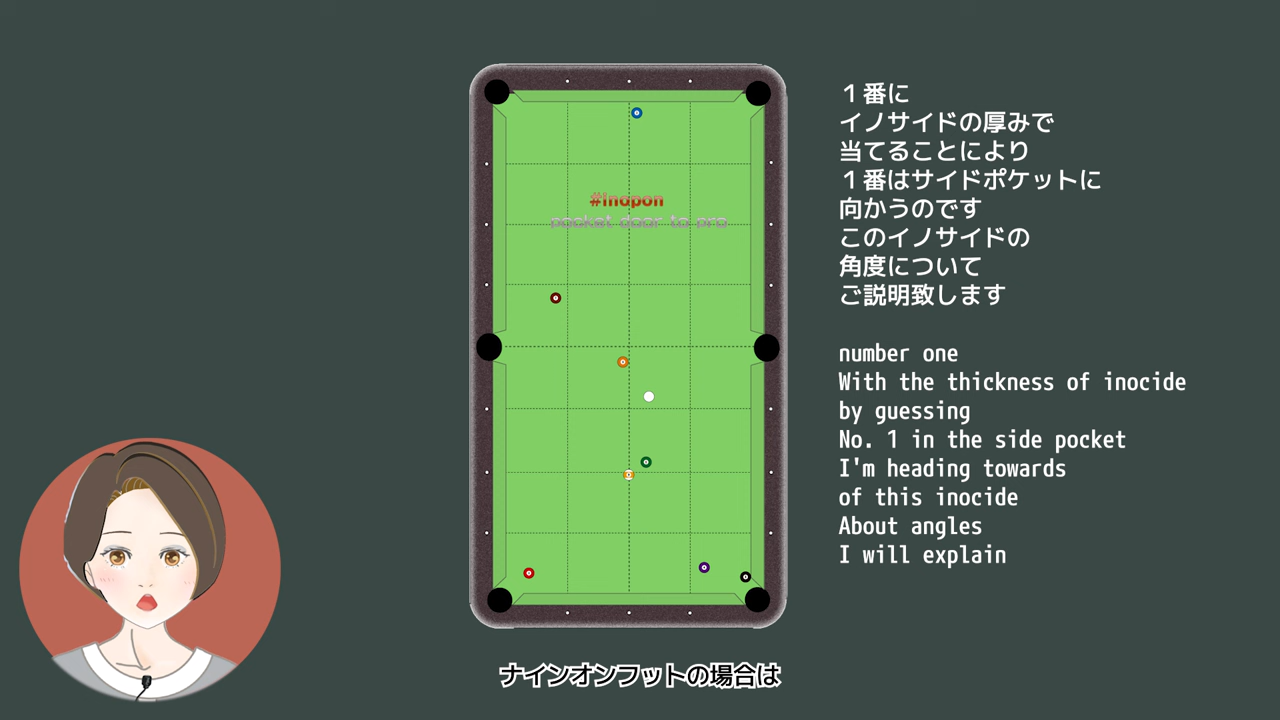 #inopon
pocket door to pro
１番に
イノサイドの厚みで
当てることにより
１番はサイドポケットに
向かうのです
このイノサイドの
角度について
ご説明致します
number one
With the thickness of inocide
by guessing
No. 1 in the side pocket
I'm heading towards
of this inocide
About angles
I will explain
ナインオンフットの場合は